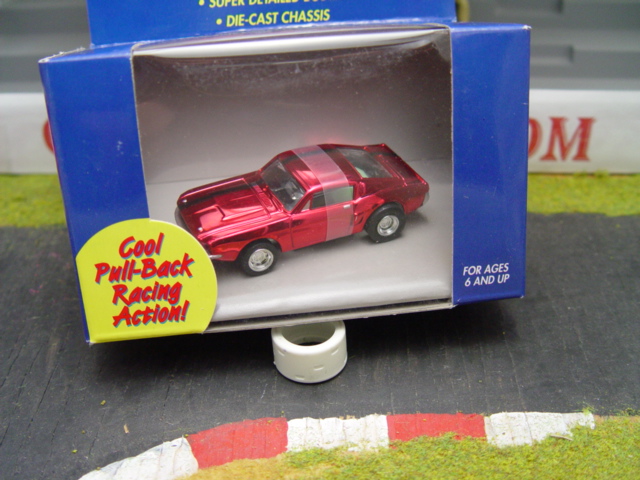 • SUPER DETAILED
• DIE-CAST CHASSIS
Cool
Pull-Back
Racing
Action!
FOR AGES
6 AND UP
OM